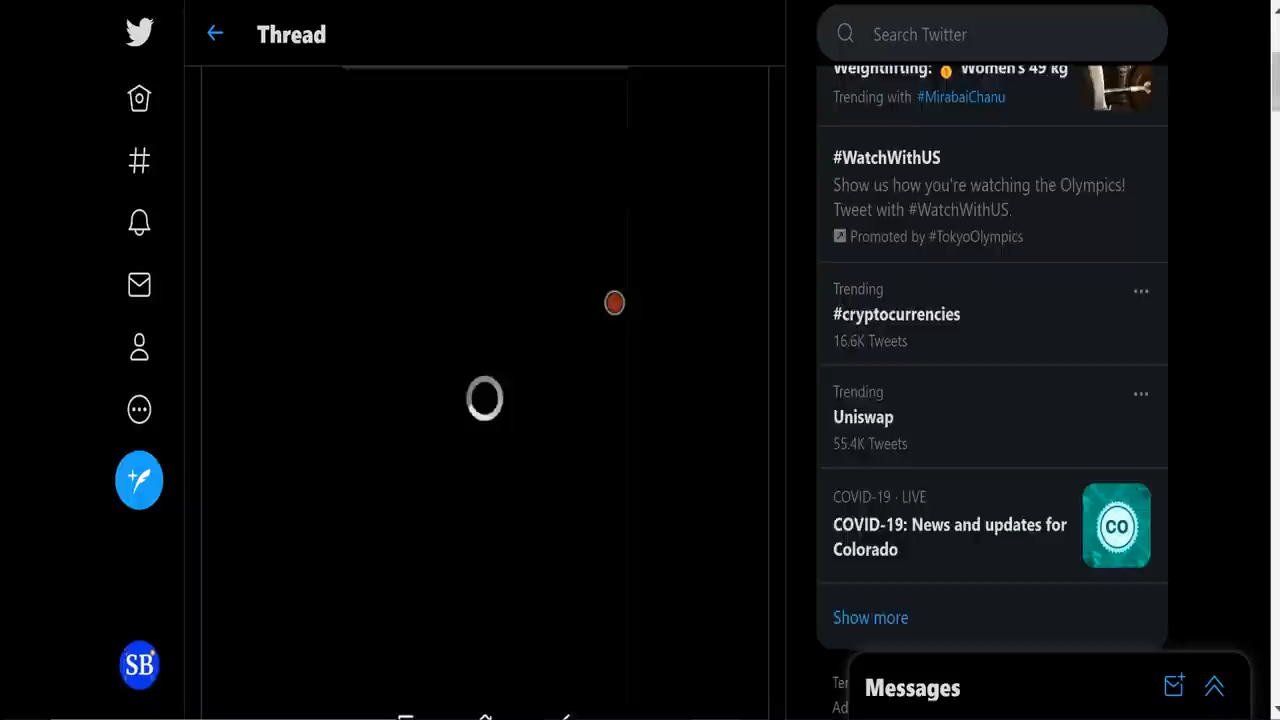 Thread
Search Twitter
Weightlifting: Women's 49 kg
Trending with #MirabaiChanu
#WatchWithUS
Show us how you're watching the Olympics!
Tweet with #WatchWithUS.
Promoted by #TokyoOlympics
Trending
#cryptocurrencies
16.6K Tweets
Trending
Uniswap
55.4K Tweets
COVID-19 · LIVE
COVID-19: News and updates for
Colorado
CO
Show more
SB
Messages